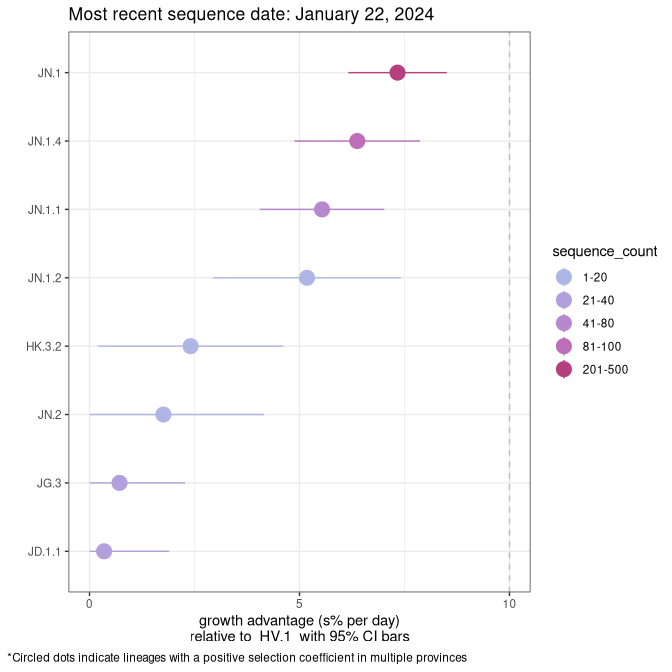 Most recent sequence date: January 22, 2024
JN.1
JN.1.4
JN.1.1
JN.1.2
HK.3.2
JN.2
JG.3
JD.1.1
0
5
10
growth advantage (s% per day)
relative to  HV.1  with 95% CI bars
sequence_count
1-20
21-40
41-80
81-100
201-500
*Circled dots indicate lineages with a positive selection coefficient in multiple provinces